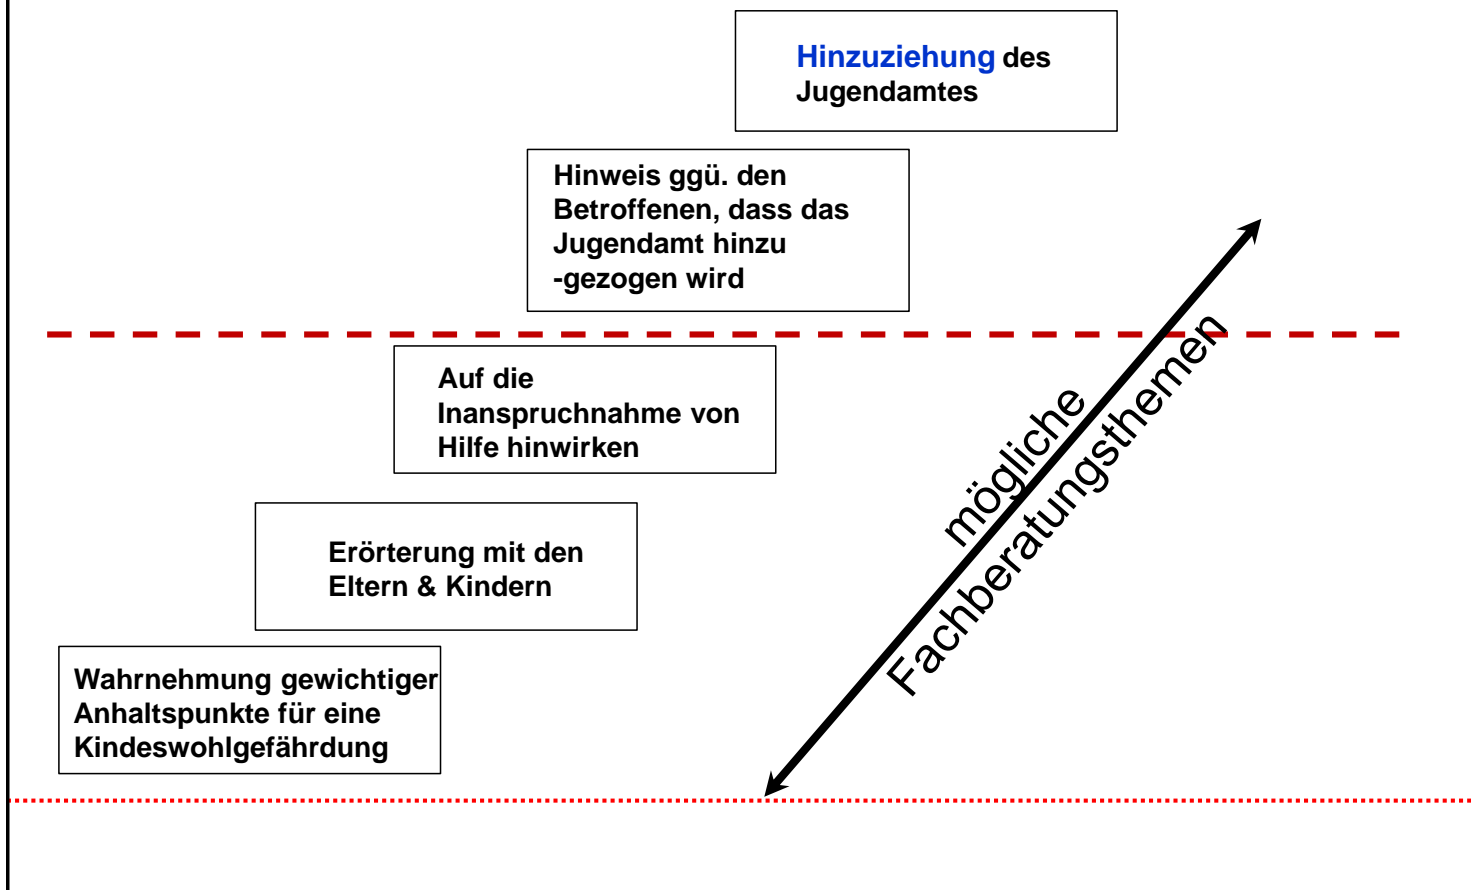 Hinzuziehung des
Jugendamtes
Hinweis ggü. den
Betroffenen, dass das
Jugendamt hinzu
-gezogen wird
Auf die
Inanspruchnahme von
Hilfe hinwirken
Erörterung mit den
Eltern & Kindern
Wahrnehmung gewichtiger
Anhaltspunkte für eine
Kindeswohlgefährdung
mögliche
Fachberatungsthemen